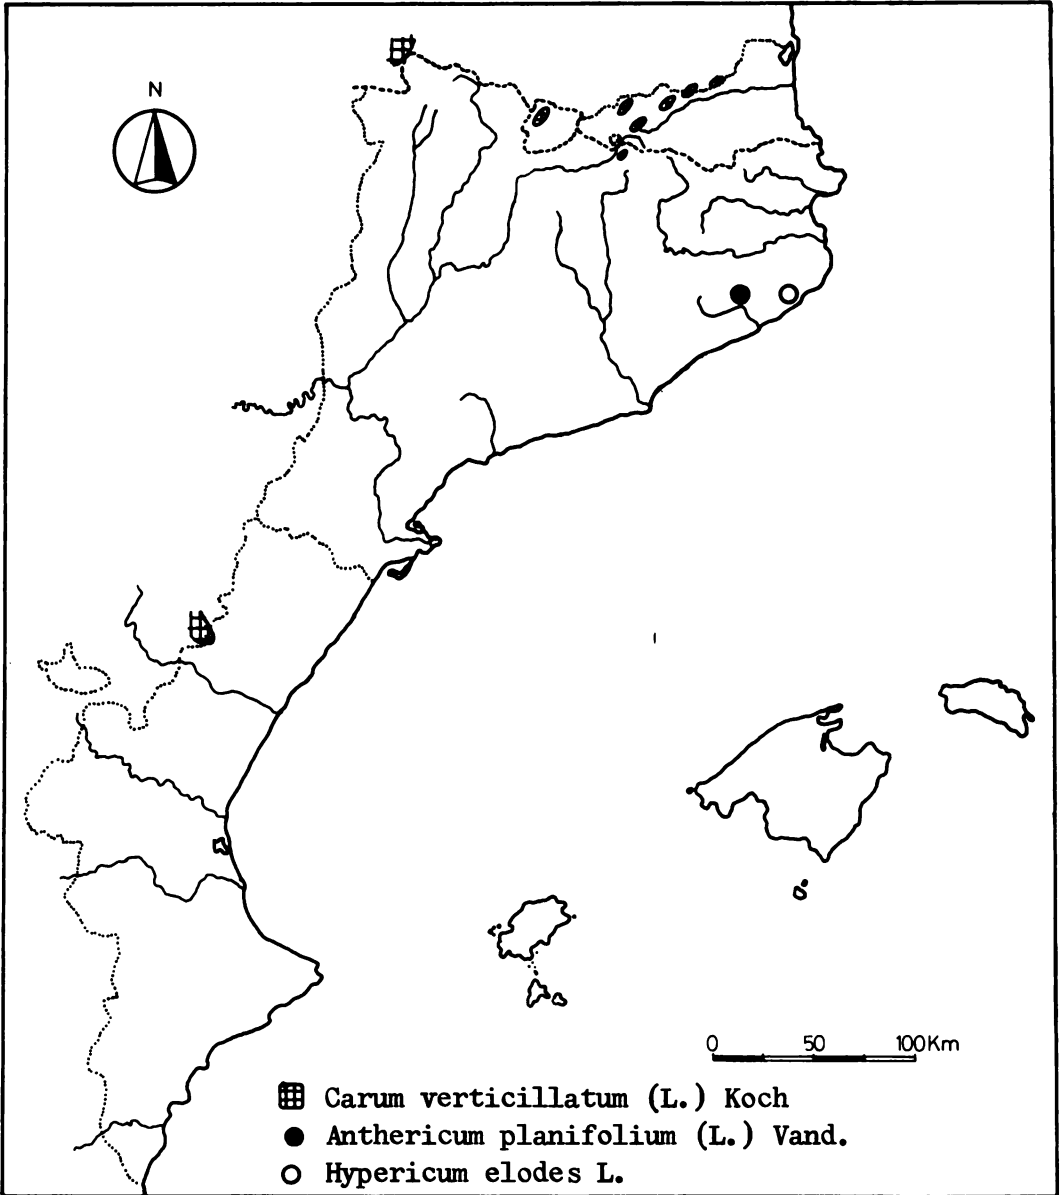 N
0 50 100Km
Carum verticillatum (L.) Koch
Anthericum planifolium (L.) Vand.
Hypericum elodes L.